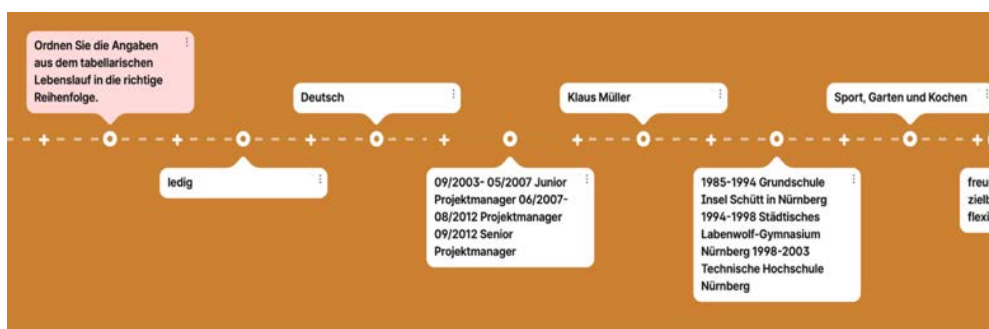 Ordnen Sie die Angaben
aus dem tabellarischen
Lebenslauf in die richtige
Reihenfolge.
ledig
Deutsch
09/2003- 05/2007 Junior
Projektmanager 06/2007-
08/2012 Projektmanager
09/2012 Senior
Projektmanager
Klaus Müller
1985-1994 Grundschule
Insel Schütt in Nürnberg
1994-1998 Städtisches
Labenwolf-Gymnasium
Nürnberg 1998-2003
Technische Hochschule
Nürnberg
Sport, Garten und Kochen